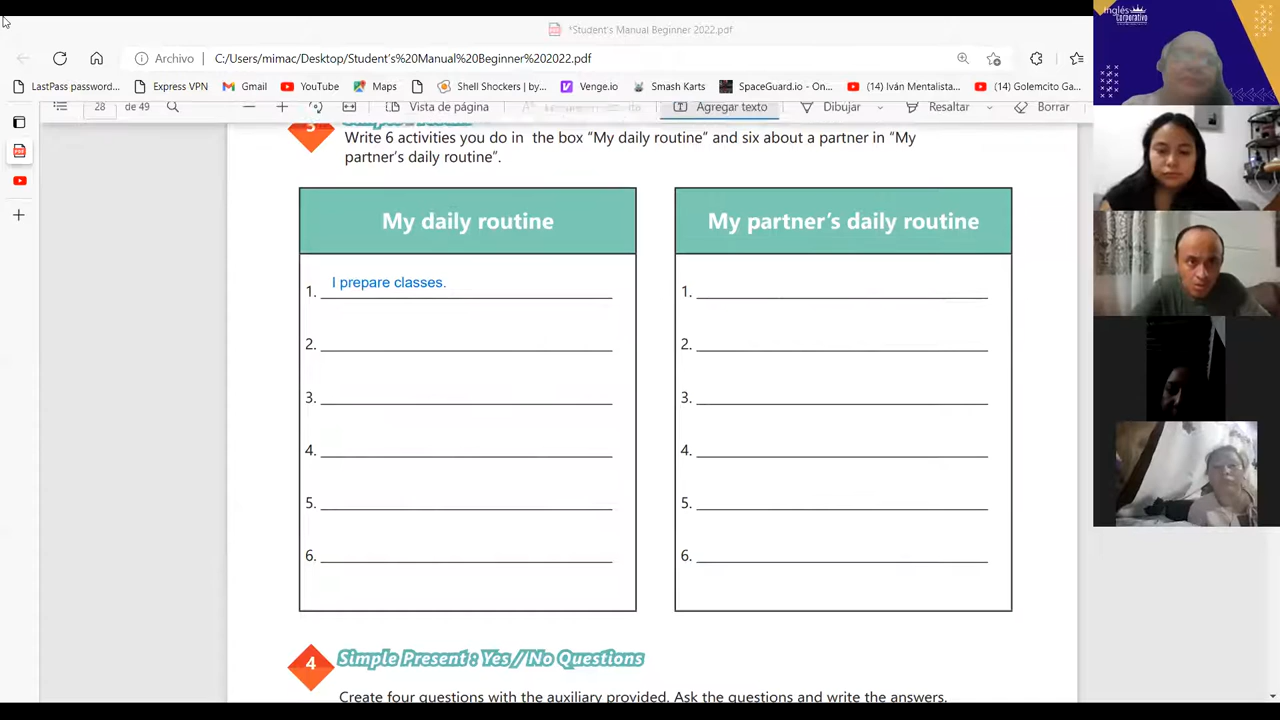 *Student's Manual Beginner 2022.pdf
Archivo C:/Users/mimac/Desktop/Student's%20Manual%20Beginner%202022.pdf
LastPass password... Express VPN Gmail YouTube Maps Shell Shockers | by... Venge.io Smash Karts SpaceGuard.io - On... (14) Iván Mentalista... (14) Golemcito Ga...
28 de 49 Vista de página Agregar texto Dibujar Resaltar Borrar
Write 6 activities you do in the box “My daily routine” and six about a partner in “My
partner’s daily routine”.
My daily routine
I prepare classes.
1.
2.
3.
4.
5.
6.
My partner’s daily routine
1.
2.
3.
4.
5.
6.
4 Simple Present : Yes / No Questions
Create four questions with the auxiliary provided. Ask the questions and write the answers.
Inglés
Corporativo